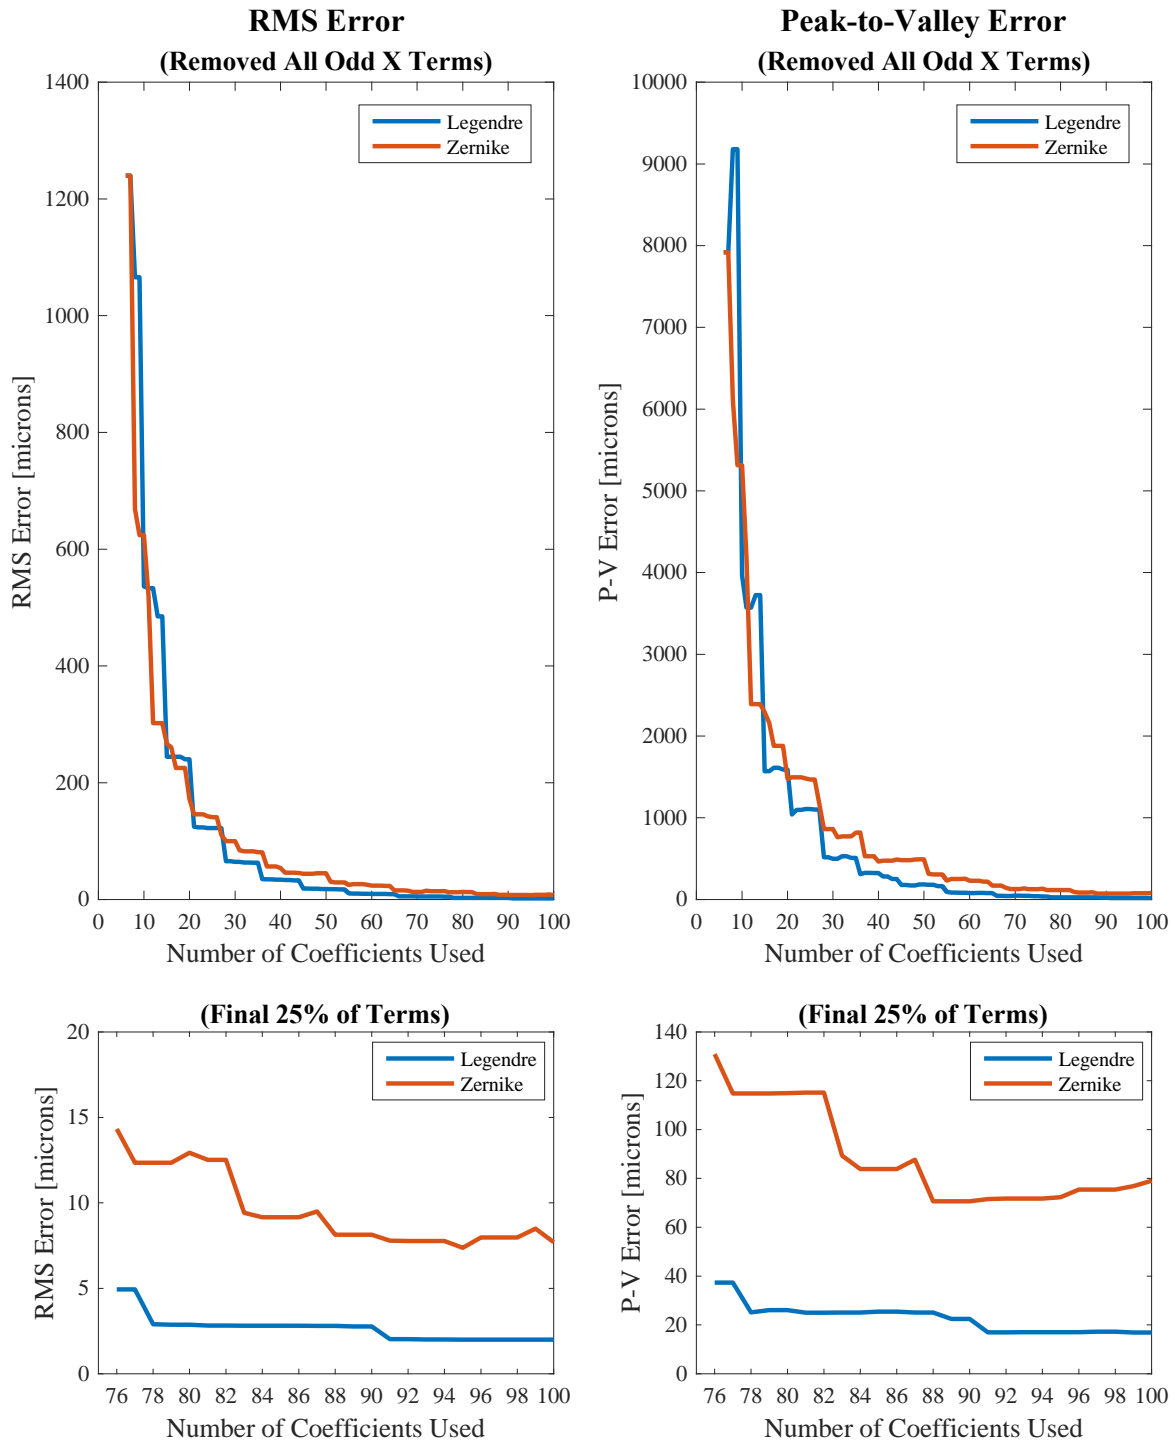 RMS Error
(Removed All Odd X Terms)
1400
1200
1000
800
600
400
200
0
RMS Error [microns]
Legendre
Zernike
0 10 20 30 40 50 60 70 80 90 100
Number of Coefficients Used
Peak-to-Valley Error
(Removed All Odd X Terms)
10000
9000
8000
7000
6000
5000
4000
3000
2000
1000
0
P-V Error [microns]
Legendre
Zernike
0 10 20 30 40 50 60 70 80 90 100
Number of Coefficients Used
(Final 25% of Terms)
20
15
10
5
0
RMS Error [microns]
Legendre
Zernike
76 78 80 82 84 86 88 90 92 94 96 98 100
Number of Coefficients Used
(Final 25% of Terms)
140
120
100
80
60
40
20
0
P-V Error [microns]
Legendre
Zernike
76 78 80 82 84 86 88 90 92 94 96 98 100
Number of Coefficients Used